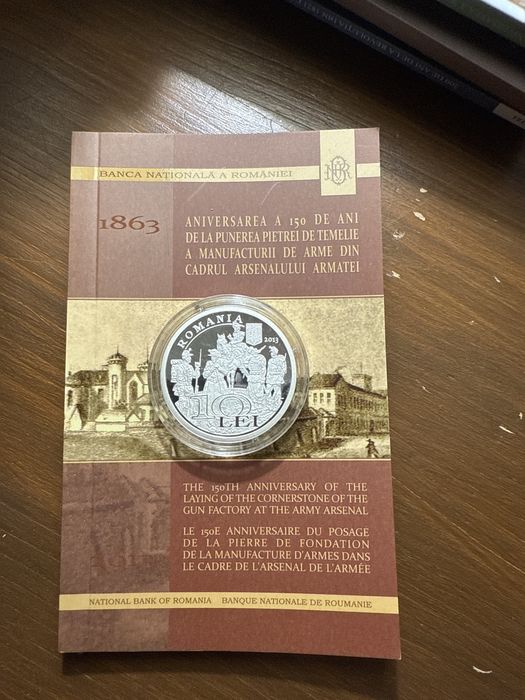 BANCA NAȚIONALĂ A ROMÂNIEI
1863
ANIVERSAREA A 150 DE ANI
DE LA PUNEREA PIETREI DE TEMELIE
A MANUFACTURII DE ARME DIN
CADRUL ARSENALULUI ARMATEI
ROMANIA
2013
10
LEI
THE 150TH ANNIVERSARY OF THE
LAYING OF THE CORNERSTONE OF THE
GUN FACTORY AT THE ARMY ARSENAL
LE 150E ANNIVERSAIRE DU POSAGE
DE LA PIERRE DE FONDATION
DE LA MANUFACTURE D'ARMES DANS
LE CADRE DE L'ARSENAL DE L'ARMÉE
NATIONAL BANK OF ROMANIA BANQUE NATIONALE DE ROUMANIE